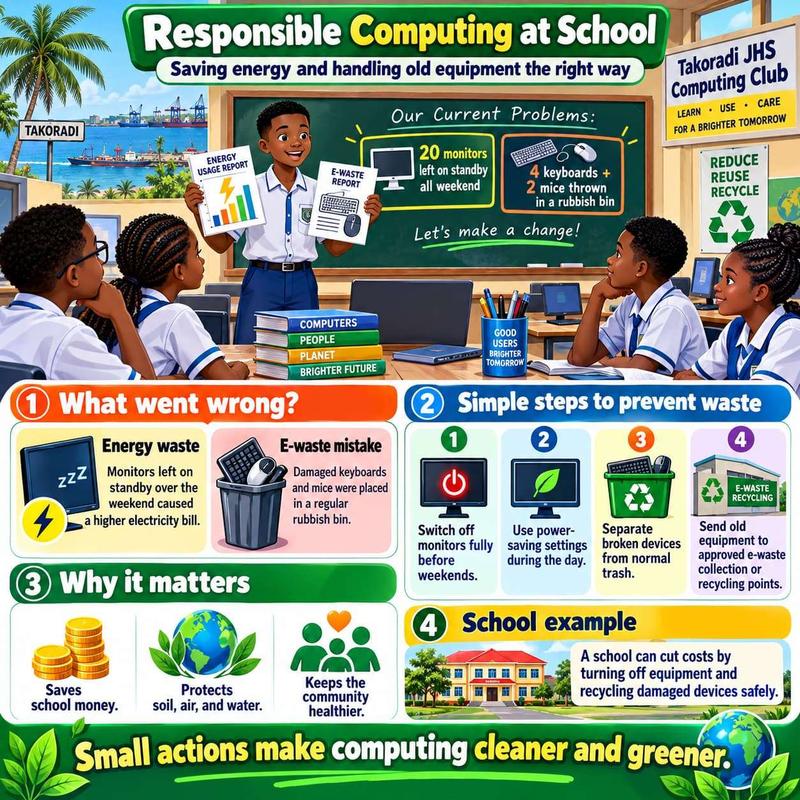 Responsible Computing at School
Saving energy and handling old equipment the right way
TAKORADI
Takoradi JHS
Computing Club
LEARN • USE • CARE
FOR A BRIGHTER TOMORROW
ENERGY
USAGE REPORT
E-WASTE
REPORT
Our Current Problems:
20 monitors
left on standby
all weekend
4 keyboards +
2 mice thrown
in a rubbish bin
Let's make a change!
REDUCE
REUSE
RECYCLE
COMPUTERS
PEOPLE
PLANET
BRIGHTER FUTURE
GOOD
USERS
BRIGHTER
TOMORROW
1 What went wrong?
Energy waste
zzz
Monitors left on
standby over the
weekend caused
a higher electricity bill.
E-waste mistake
Damaged keyboards
and mice were placed
in a regular
rubbish bin.
2 Simple steps to prevent waste
1
Switch off
monitors fully
before
weekends.
2
Use power-
saving settings
during the day.
3
Separate
broken devices
from normal
trash.
4
E-WASTE
RECYCLING
Send old
equipment to
approved e-waste
collection or
recycling points.
3 Why it matters
Saves
school money.
Protects
soil, air, and water.
Keeps the
community
healthier.
4 School example
A school can cut costs by
turning off equipment and
recycling damaged devices safely.
Small actions make computing cleaner and greener.